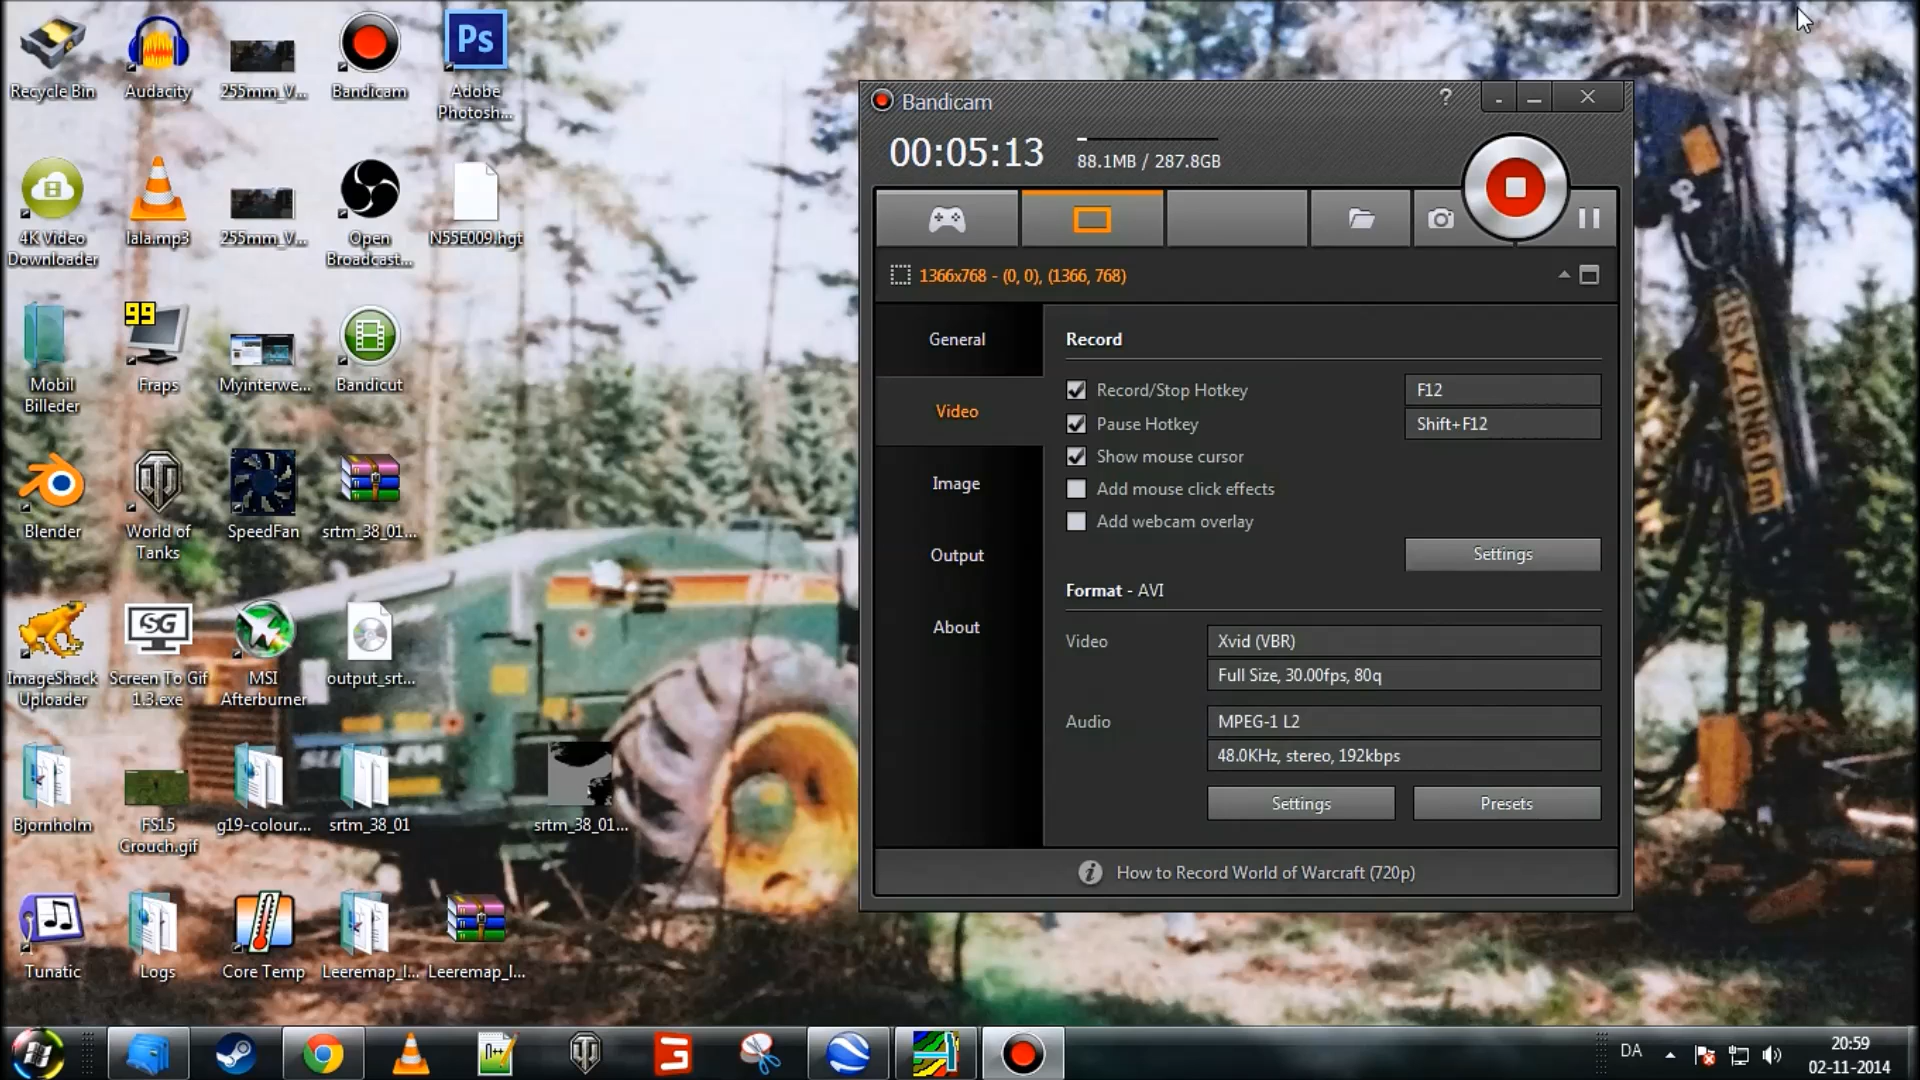 Recycle Bin
Audacity
255mm_V...
Bandicam
Adobe
Photosh...
Ps
4K Video
Downloader
lala.mp3
255mm_V...
Open
Broadcast...
N55E009.hgt
99
Mobil
Billeder
Fraps
Myinterwe...
Bandicut
Blender
World of
Tanks
SpeedFan
srtm_38_01...
SG
ImageShack
Uploader
Screen To Gif
1.3.exe
MSI
Afterburner
output_srt...
Bjornholm
FS15
Crouch.gif
g19-colour...
srtm_38_01
srtm_38_01...
Tunatic
Logs
Core Temp
Leeremap_I...
Leeremap_I...
Bandicam
?
00:05:13
88.1MB / 287.8GB
1366x768 - (0, 0), (1366, 768)
General
Video
Image
Output
About
Record
Record/Stop Hotkey
F12
Pause Hotkey
Shift+F12
Show mouse cursor
Add mouse click effects
Add webcam overlay
Settings
Format - AVI
Video
Xvid (VBR)
Full Size, 30.00fps, 80q
Audio
MPEG-1 L2
48.0KHz, stereo, 192kbps
Settings
Presets
How to Record World of Warcraft (720p)
DA
20:59
02-11-2014